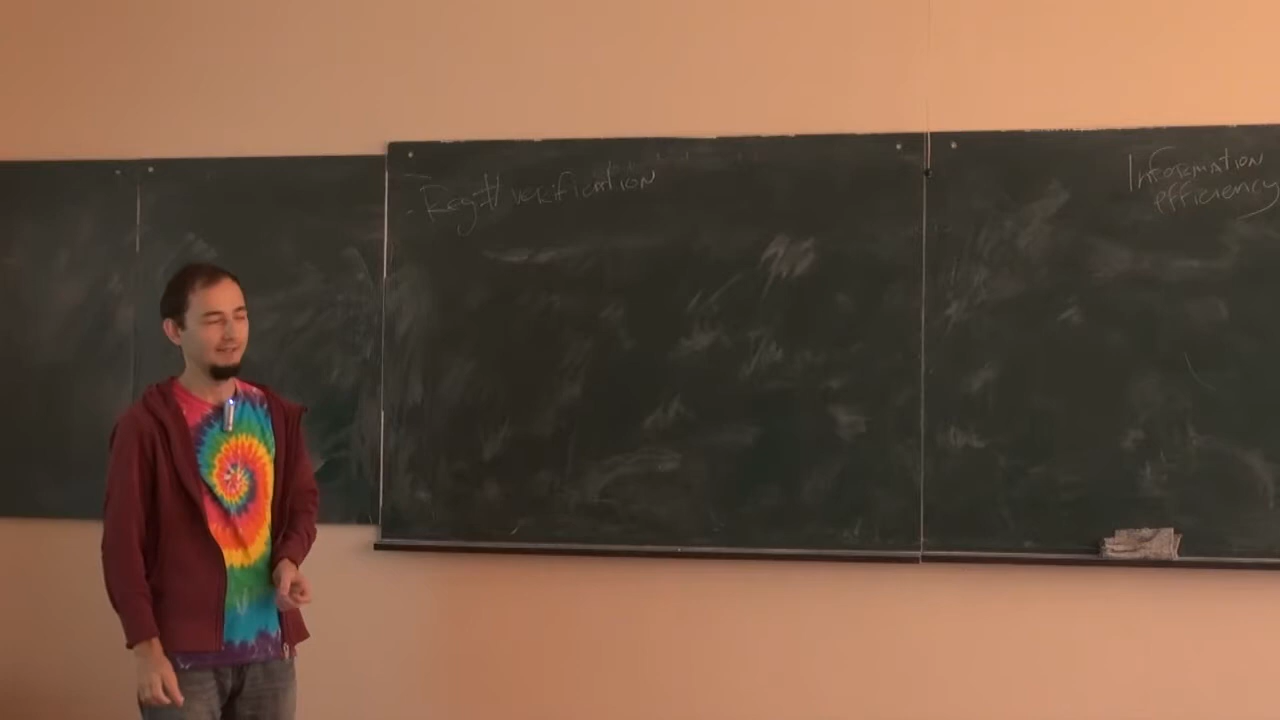 - Reg# verification
Information
efficiency